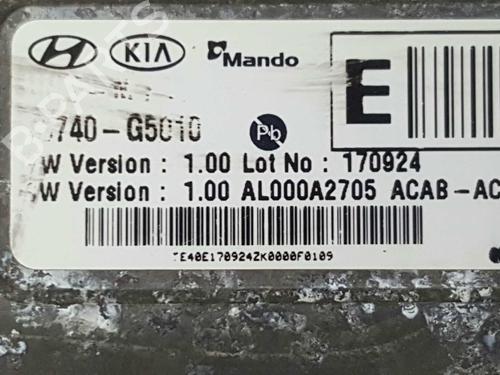 HYUNDAI KIA Mando E
740-G5010 Pb
W Version : 1.00 Lot No : 170924
W Version : 1.00 AL000A2705 ACAB-AC
TE40E170924ZK0000F0109
B-PARTS